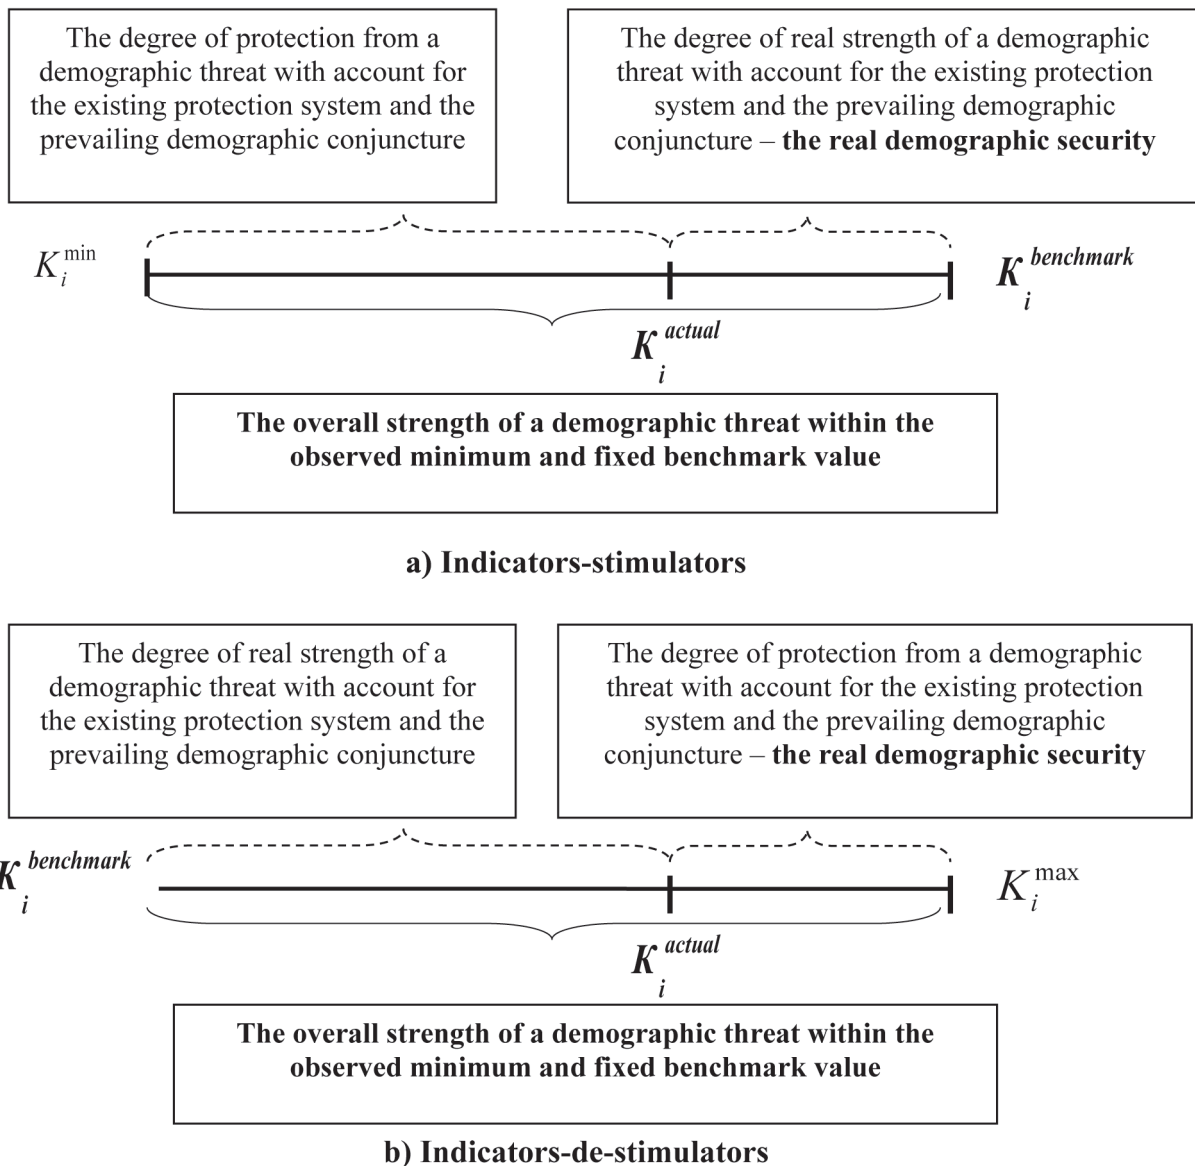 The degree of protection from a
demographic threat with account for
the existing protection system and the
prevailing demographic conjuncture
The degree of real strength of a demographic
threat with account for the existing protection
system and the prevailing demographic
conjuncture – the real demographic security
K_i^min
K_i^benchmark
K_i^actual
The overall strength of a demographic threat within the
observed minimum and fixed benchmark value
a) Indicators-stimulators
The degree of real strength of a
demographic threat with account for
the existing protection system and the
prevailing demographic conjuncture
The degree of protection from a demographic
threat with account for the existing protection
system and the prevailing demographic
conjuncture – the real demographic security
K_i^benchmark
K_i^max
K_i^actual
The overall strength of a demographic threat within the
observed minimum and fixed benchmark value
b) Indicators-de-stimulators